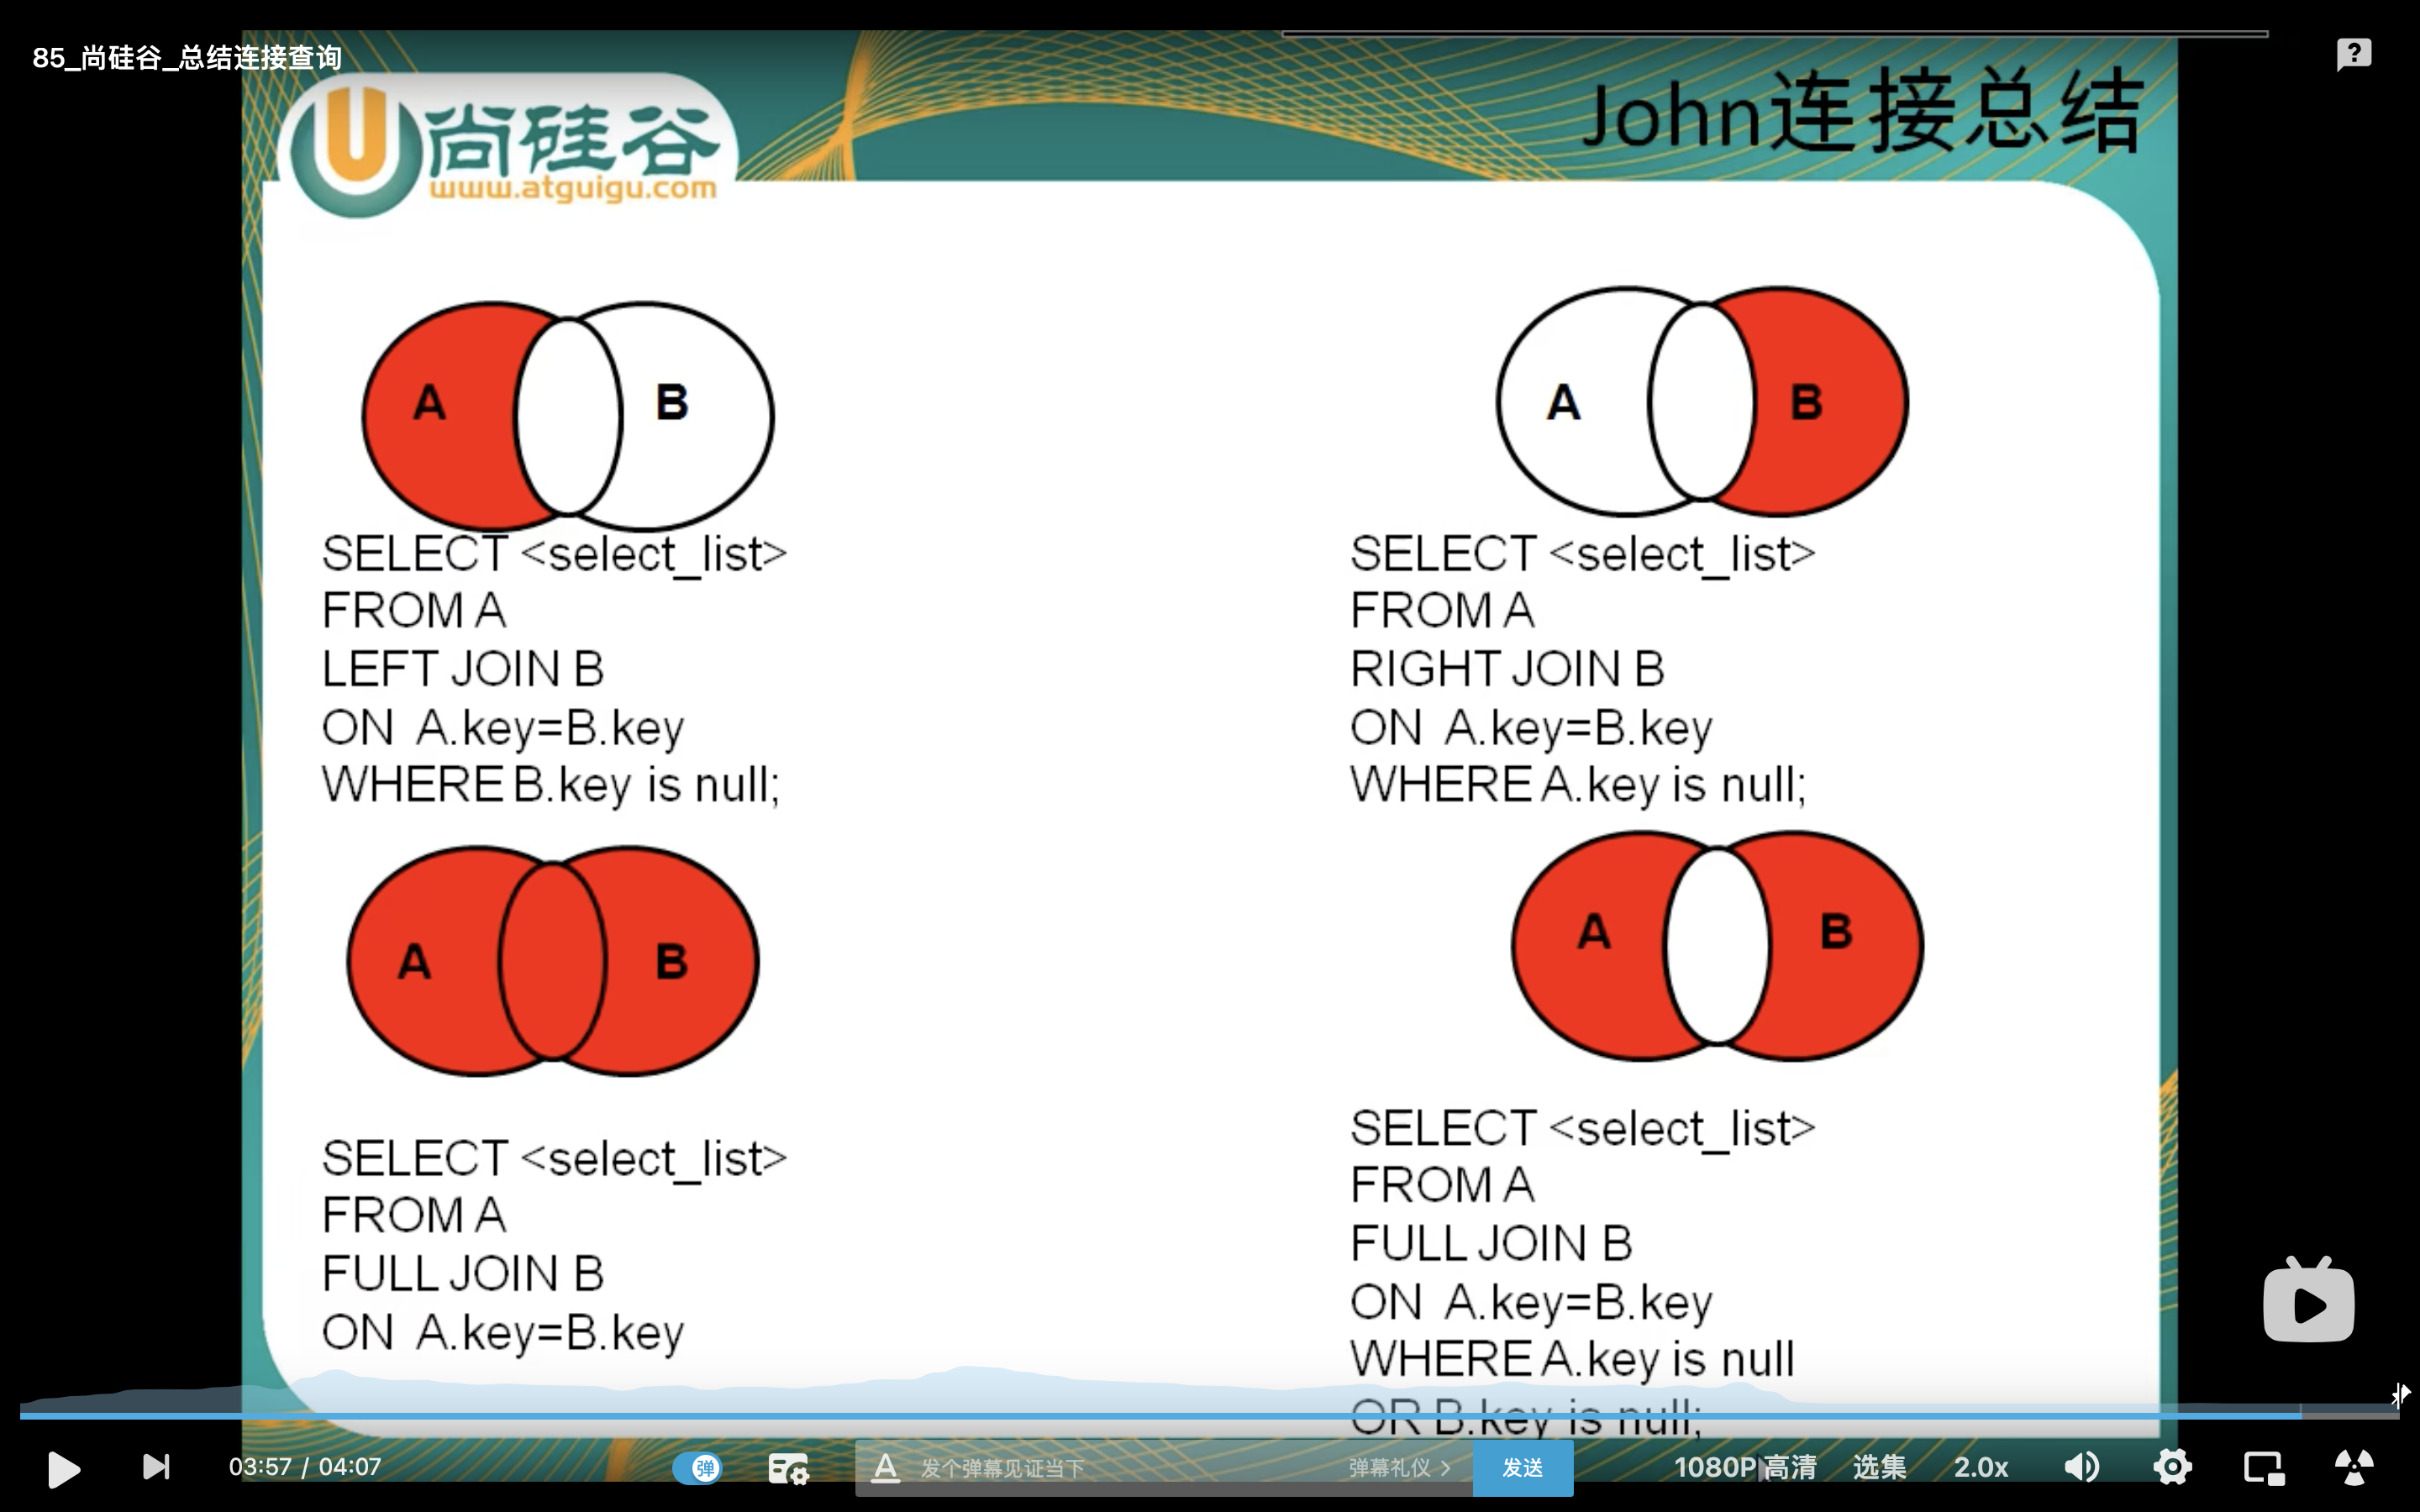 85_尚硅谷_总结连接查询
尚硅谷
www.atguigu.com
John连接总结
A
B
SELECT <select_list>
FROM A
LEFT JOIN B
ON A.key=B.key
WHERE B.key is null;
A
B
SELECT <select_list>
FROM A
RIGHT JOIN B
ON A.key=B.key
WHERE A.key is null;
A
B
SELECT <select_list>
FROM A
FULL JOIN B
ON A.key=B.key
A
B
SELECT <select_list>
FROM A
FULL JOIN B
ON A.key=B.key
WHERE A.key is null
OR B.key is null;
03:57 / 04:07
弹
A
发个弹幕见证当下
弹幕礼仪 >
发送
1080P 高清
选集
2.0x